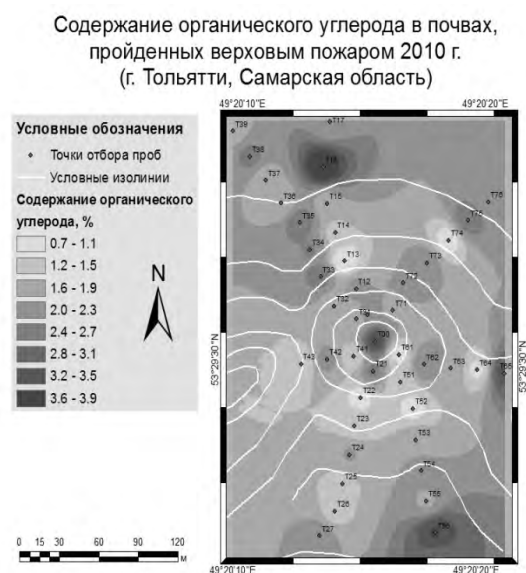 Содержание органического углерода в почвах,
пройденных верховым пожаром 2010 г.
(г. Тольятти, Самарская область)
Условные обозначения
Точки отбора проб
Условные изолинии
Содержание органического
углерода, %
0.7 - 1.1
1.2 - 1.5
1.6 - 1.9
2.0 - 2.3
2.4 - 2.7
2.8 - 3.1
3.2 - 3.5
3.6 - 3.9
N
0 15 30 60 90 120
м
49°20'10"E 49°20'20"E
T39 T17
T38
T37
T36 T15 T76
T35 T75
T14 T74
T34
T13 T73
T33
T12 T72
T32
T31 T71
53°29'30"N
53°29'30"N
T41 T61
T43 T42 T62 T63 T64 T65
T21 T51
T22
T52
T23
T53
T24
T54
T25
T55
T26
T27
T56
49°20'10"E 49°20'20"E